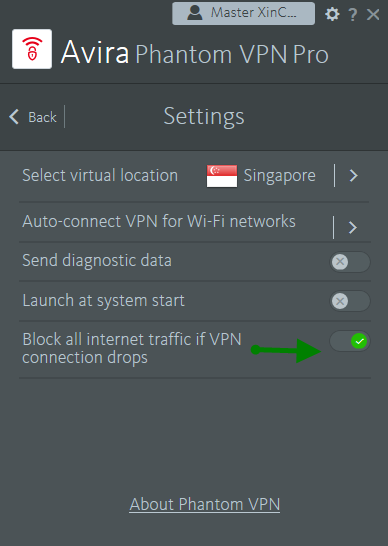 Master XinC...
Avira Phantom VPN Pro
Back
Settings
Select virtual location Singapore
Auto-connect VPN for Wi-Fi networks
Send diagnostic data
Launch at system start
Block all internet traffic if VPN
connection drops
About Phantom VPN